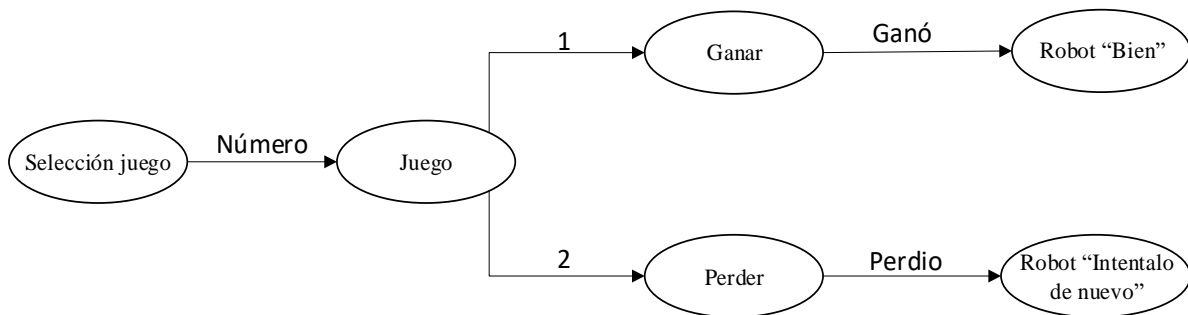 1
Ganar
Ganó
Robot “Bien”
Selección juego
Número
Juego
2
Perder
Perdio
Robot “Intentalo
de nuevo”